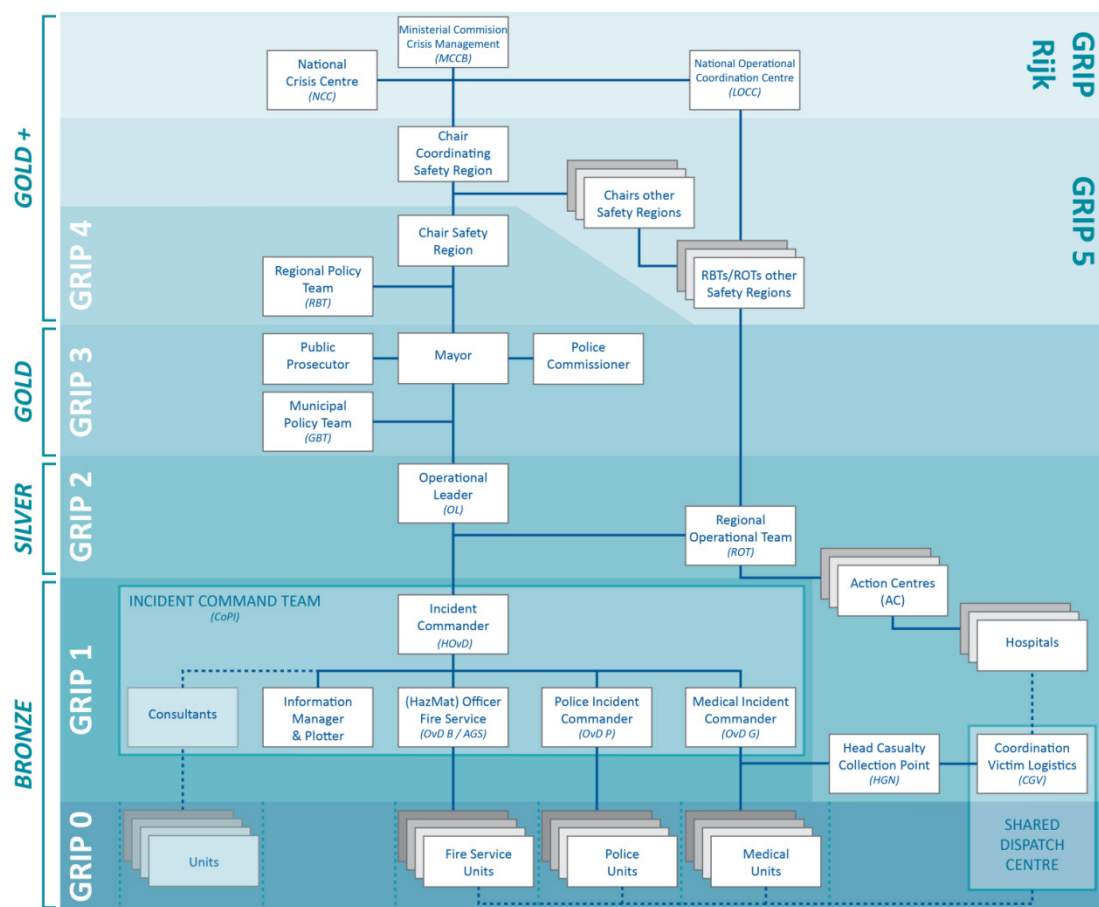 Ministerial Commision
Crisis Management
(MCCB)
National
Crisis Centre
(NCC)
National Operational
Coordination Centre
(LOCC)
GRIP
Rijk
GOLD +
Chair
Coordinating
Safety Region
Chairs other
Safety Regions
GRIP 5
GRIP 4
Chair Safety
Region
Regional Policy
Team
(RBT)
RBTs/ROTs other
Safety Regions
GOLD
GRIP 3
Public
Prosecutor
Mayor
Police
Commissioner
Municipal
Policy Team
(GBT)
SILVER
GRIP 2
Operational
Leader
(OL)
Regional
Operational Team
(ROT)
Action Centres
(AC)
Hospitals
BRONZE
GRIP 1
INCIDENT COMMAND TEAM
(CoPI)
Incident
Commander
(HOvD)
Consultants
Information
Manager
& Plotter
(HazMat) Officer
Fire Service
(OvD B / AGS)
Police Incident
Commander
(OvD P)
Medical Incident
Commander
(OvD G)
Head Casualty
Collection Point
(HGN)
Coordination
Victim Logistics
(CGV)
GRIP 0
Units
Fire Service
Units
Police
Units
Medical
Units
SHARED
DISPATCH
CENTRE